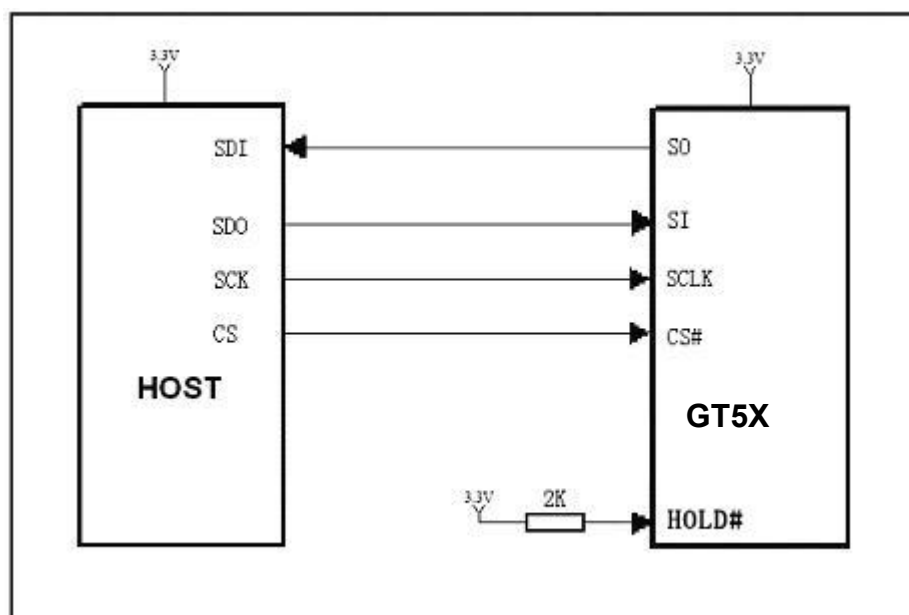 3.3V 3.3V
SDI SO
SDO SI
SCK SCLK
CS CS#
HOST GT5X
3.3V 2K HOLD#